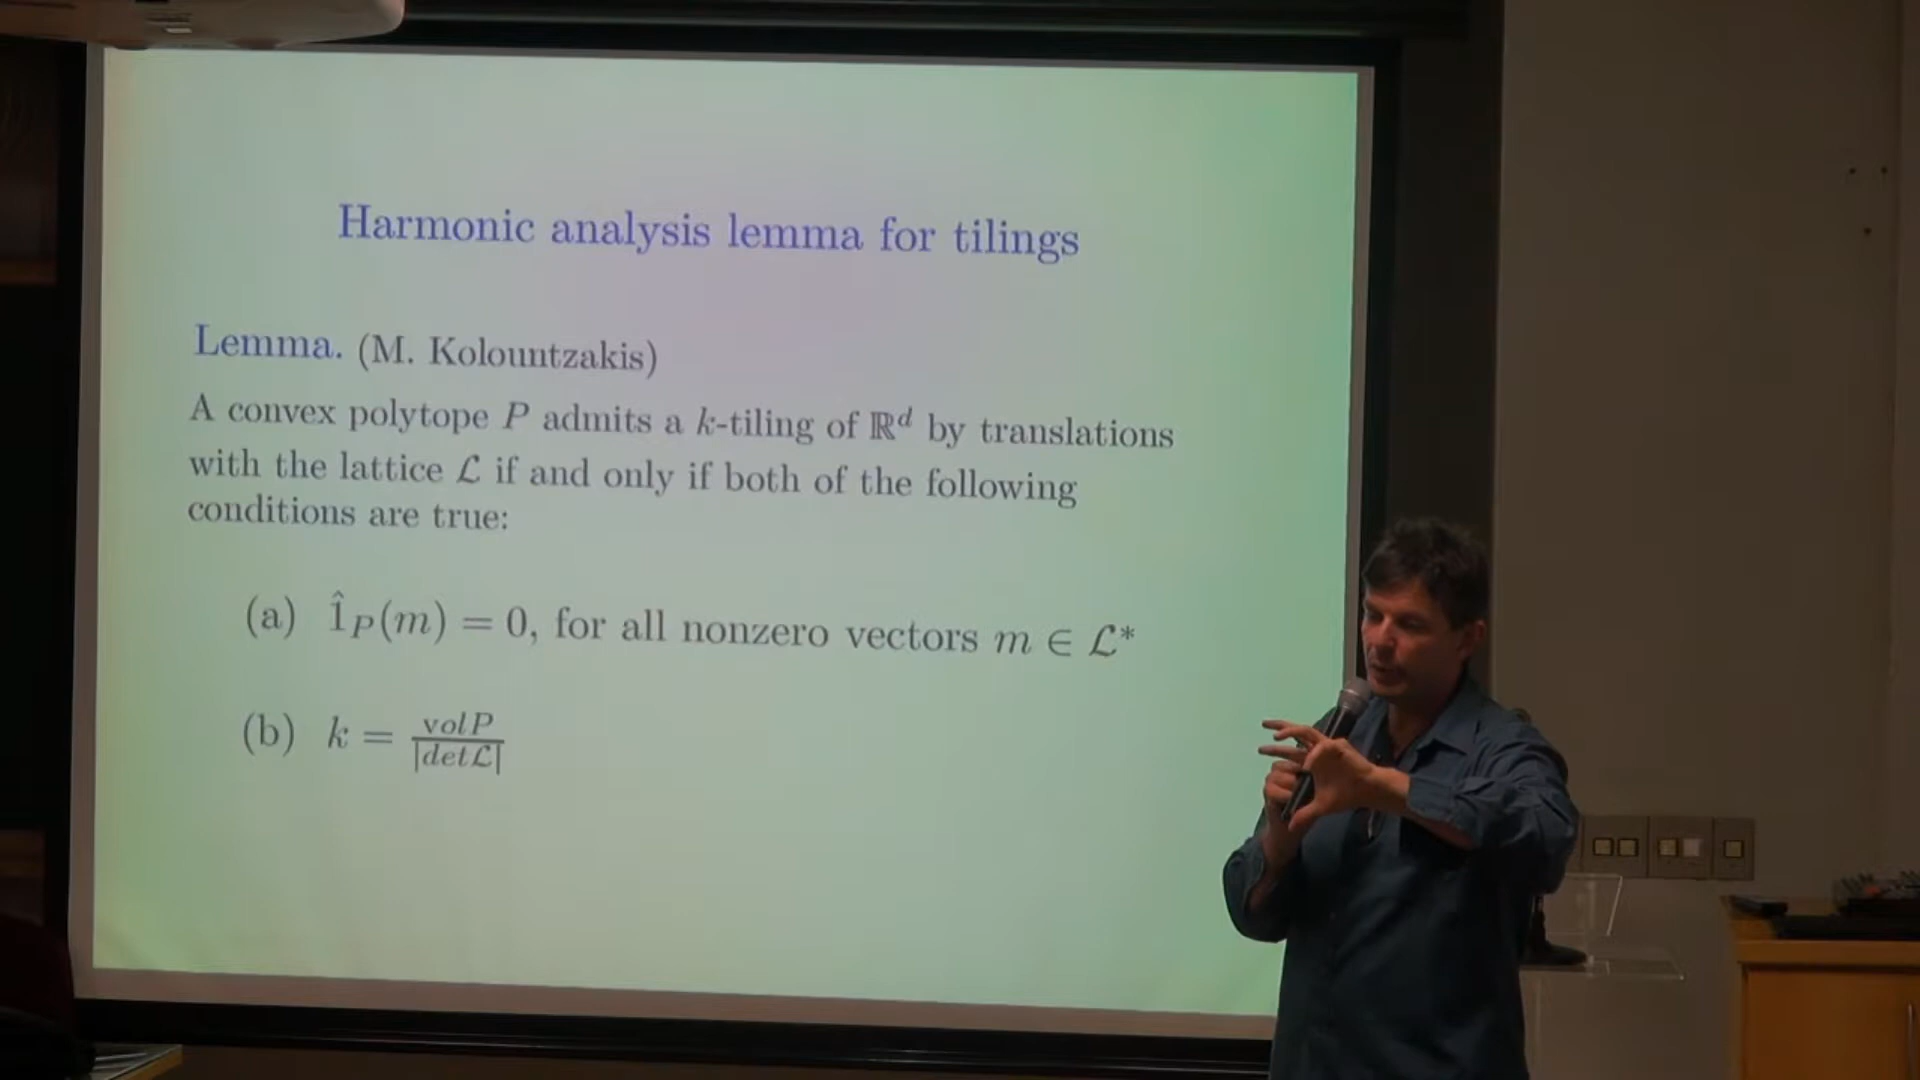 Harmonic analysis lemma for tilings
Lemma. (M. Kolountzakis)
A convex polytope P admits a k-tiling of ℝᵈ by translations
with the lattice ℒ if and only if both of the following
conditions are true:
(a) 1̂_P(m) = 0, for all nonzero vectors m ∈ ℒ*
(b) k = volP / |detℒ|